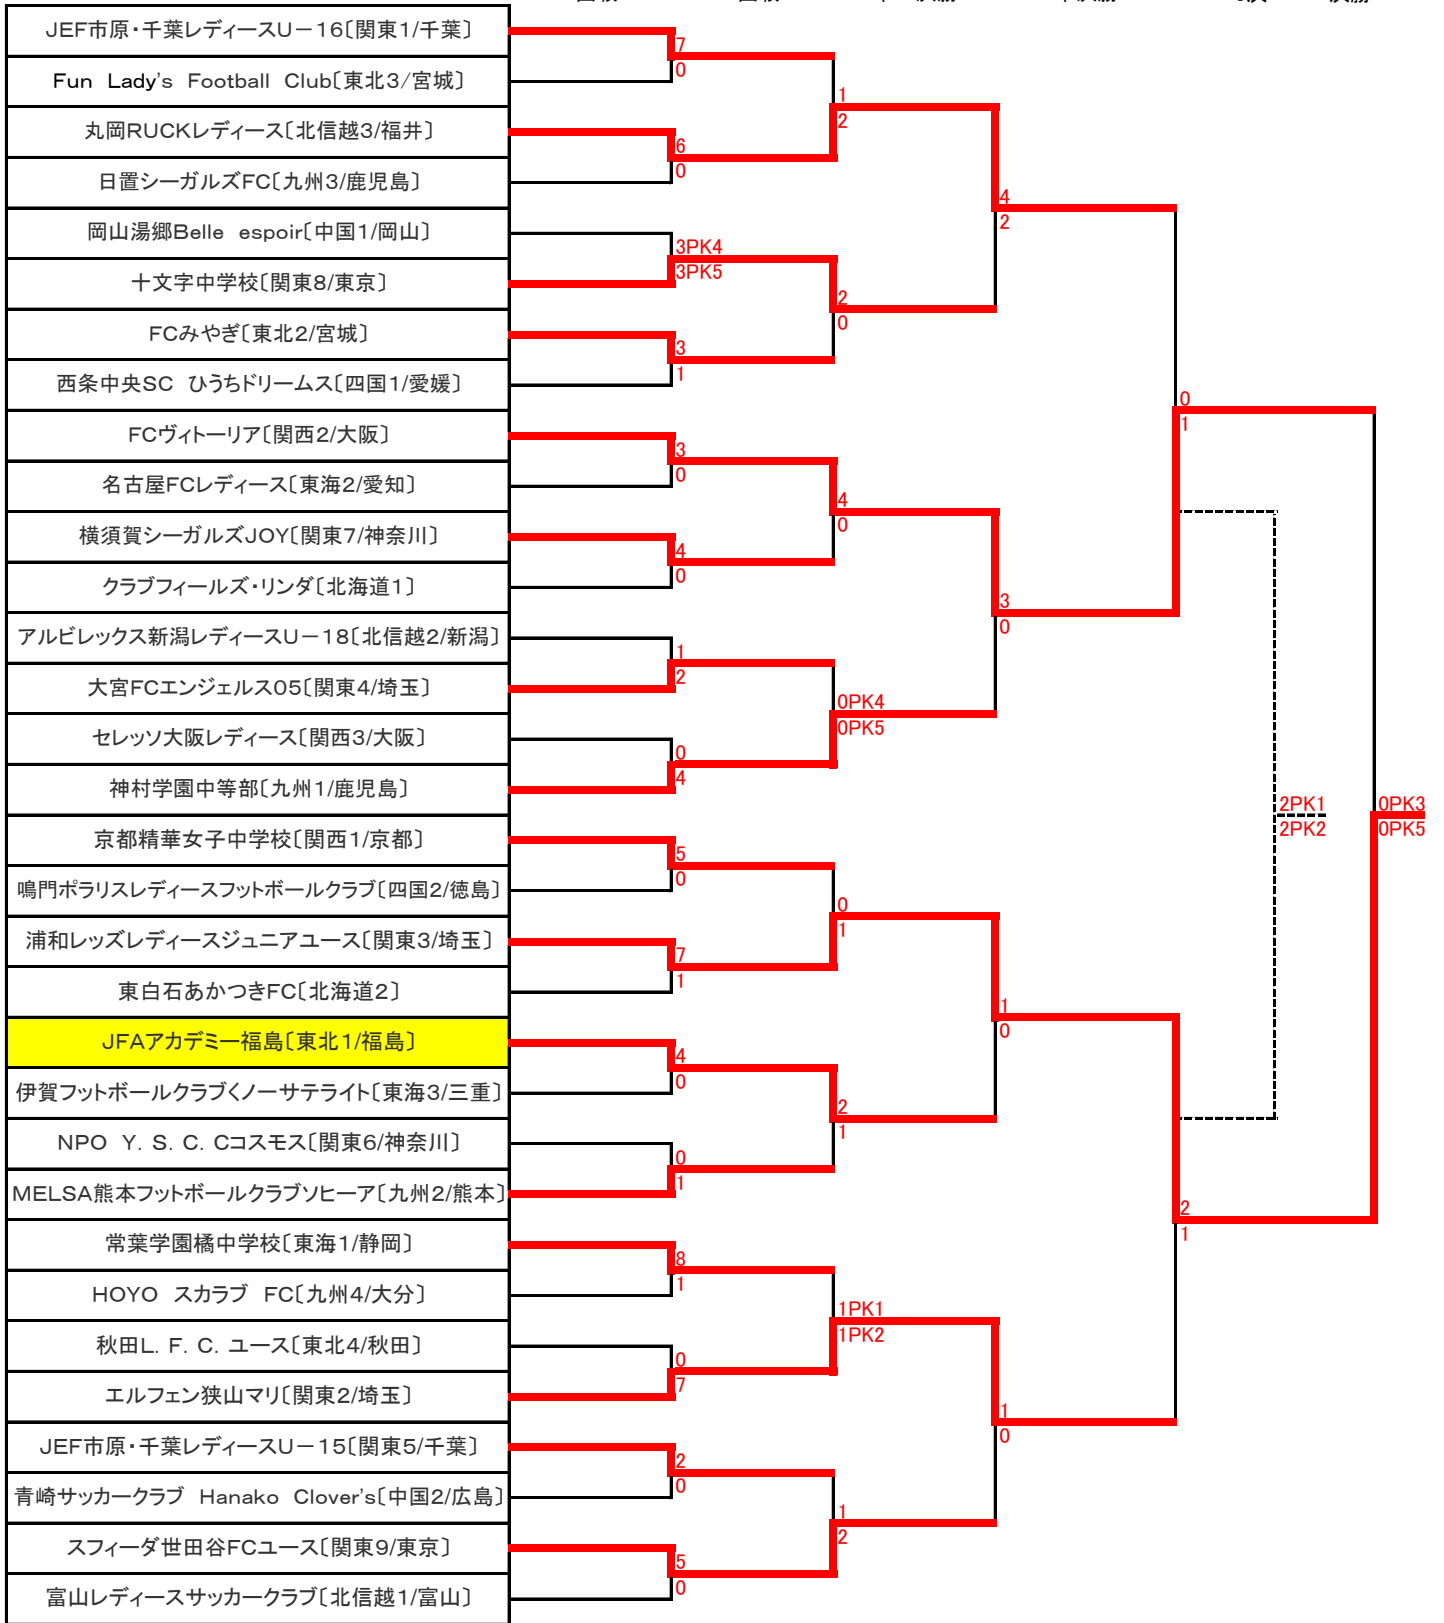 JEF市原・千葉レディースU－16〔関東1/千葉〕
Fun Lady's Football Club〔東北3/宮城〕
丸岡RUCKレディース〔北信越3/福井〕
日置シーガルズFC〔九州3/鹿児島〕
岡山湯郷Belle espoir〔中国1/岡山〕
十文字中学校〔関東8/東京〕
FCみやぎ〔東北2/宮城〕
西条中央SC ひうちドリームス〔四国1/愛媛〕
FCヴィトーリア〔関西2/大阪〕
名古屋FCレディース〔東海2/愛知〕
横須賀シーガルズJOY〔関東7/神奈川〕
クラブフィールズ・リンダ〔北海道1〕
アルビレックス新潟レディースU－18〔北信越2/新潟〕
大宮FCエンジェルス05〔関東4/埼玉〕
セレッソ大阪レディース〔関西3/大阪〕
神村学園中等部〔九州1/鹿児島〕
京都精華女子中学校〔関西1/京都〕
鳴門ポラリスレディースフットボールクラブ〔四国2/徳島〕
浦和レッズレディースジュニアユース〔関東3/埼玉〕
東白石あかつきFC〔北海道2〕
JFAアカデミー福島〔東北1/福島〕
伊賀フットボールクラブくノ一サテライト〔東海3/三重〕
NPO Y. S. C. Cコスモス〔関東6/神奈川〕
MELSA熊本フットボールクラブソヒーア〔九州2/熊本〕
常葉学園橘中学校〔東海1/静岡〕
HOYO スカラブ FC〔九州4/大分〕
秋田L. F. C. ユース〔東北4/秋田〕
エルフェン狭山マリ〔関東2/埼玉〕
JEF市原・千葉レディースU－15〔関東5/千葉〕
青崎サッカークラブ Hanako Clover's〔中国2/広島〕
スフィーダ世田谷FCユース〔関東9/東京〕
富山レディースサッカークラブ〔北信越1/富山〕
7
0
6
0
3PK4
3PK5
3
1
3
0
4
0
1
2
0
4
5
0
7
1
4
0
0
1
8
1
0
7
2
0
5
0
1
2
2
0
4
0
0PK4
0PK5
0
1
2
1
1PK1
1PK2
1
2
4
2
3
0
1
0
1
0
0
1
2
1
2PK1
2PK2
0PK3
0PK5